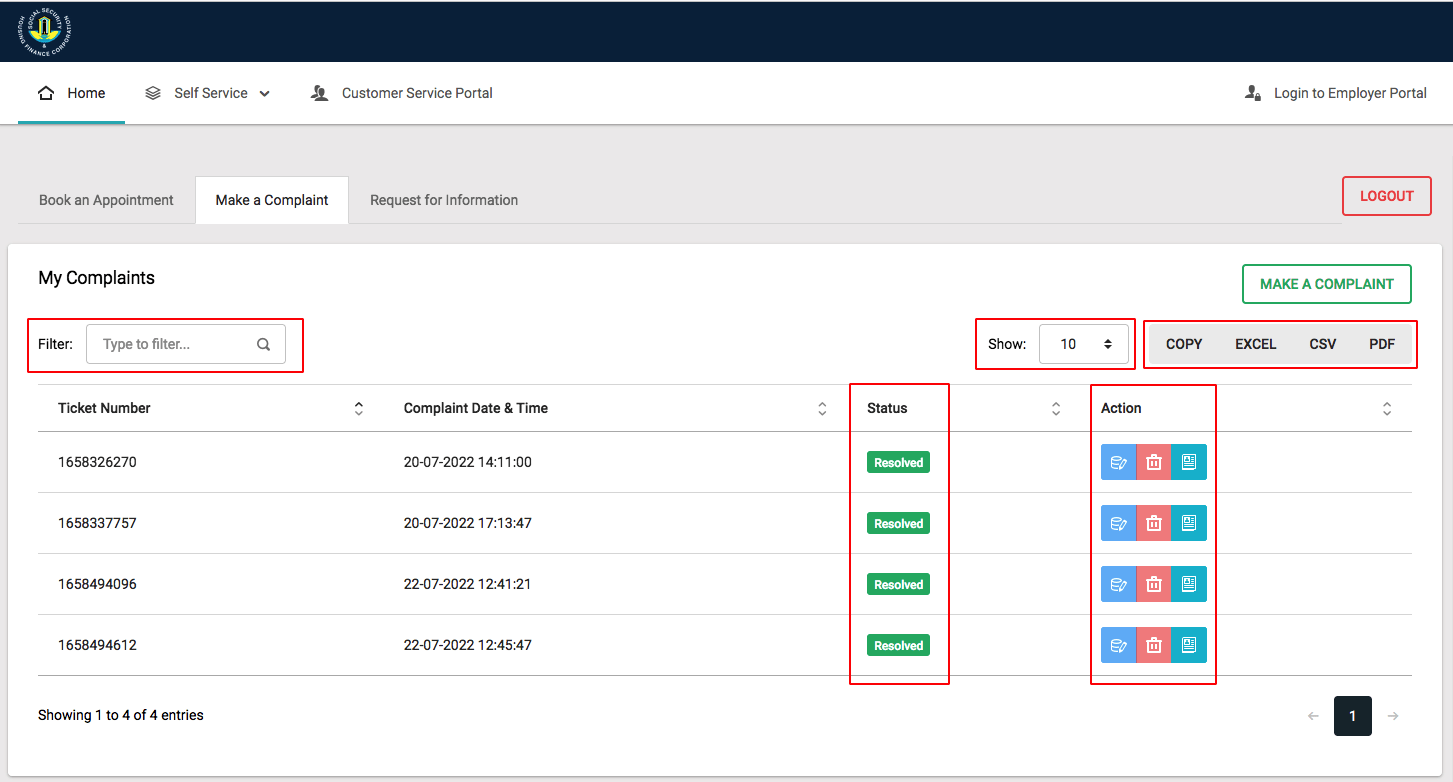 SOCIAL SECURITY
&
HOUSING FINANCE CORPORATION
Home Self Service Customer Service Portal Login to Employer Portal
Book an Appointment Make a Complaint Request for Information LOGOUT
My Complaints MAKE A COMPLAINT
Filter: Type to filter... Show: 10 COPY EXCEL CSV PDF
Ticket Number Complaint Date & Time Status Action
1658326270 20-07-2022 14:11:00 Resolved
1658337757 20-07-2022 17:13:47 Resolved
1658494096 22-07-2022 12:41:21 Resolved
1658494612 22-07-2022 12:45:47 Resolved
Showing 1 to 4 of 4 entries ← 1 →